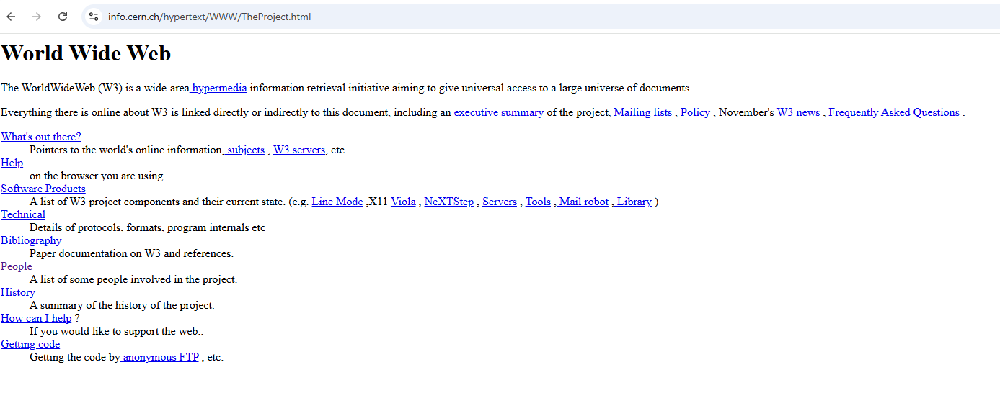 info.cern.ch/hypertext/WWW/TheProject.html
World Wide Web
The WorldWideWeb (W3) is a wide-area hypermedia information retrieval initiative aiming to give universal access to a large universe of documents.
Everything there is online about W3 is linked directly or indirectly to this document, including an executive summary of the project, Mailing lists , Policy , November's W3 news , Frequently Asked Questions .
What's out there?
Pointers to the world's online information, subjects , W3 servers, etc.
Help
on the browser you are using
Software Products
A list of W3 project components and their current state. (e.g. Line Mode ,X11 Viola , NeXTStep , Servers , Tools , Mail robot , Library )
Technical
Details of protocols, formats, program internals etc
Bibliography
Paper documentation on W3 and references.
People
A list of some people involved in the project.
History
A summary of the history of the project.
How can I help ?
If you would like to support the web..
Getting code
Getting the code by anonymous FTP , etc.